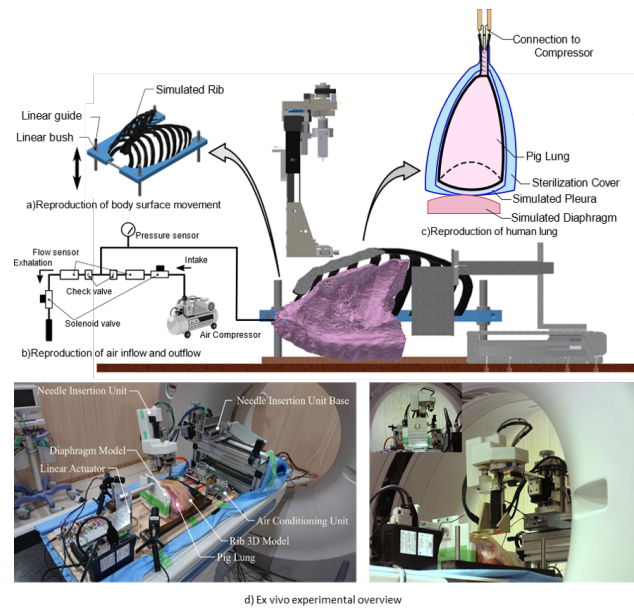 Connection to
Compressor
Simulated Rib
Linear guide
Linear bush
Pig Lung
Sterilization Cover
Simulated Pleura
Simulated Diaphragm
a)Reproduction of body surface movement
c)Reproduction of human lung
Pressure sensor
Flow sensor
Exhalation
Intake
Check valve
Solenoid valve
Air Compressor
b)Reproduction of air inflow and outflow
Needle Insertion Unit
Needle Insertion Unit Base
Diaphragm Model
Linear Actuator
Air Conditioning Unit
Rib 3D Model
Pig Lung
d) Ex vivo experimental overview